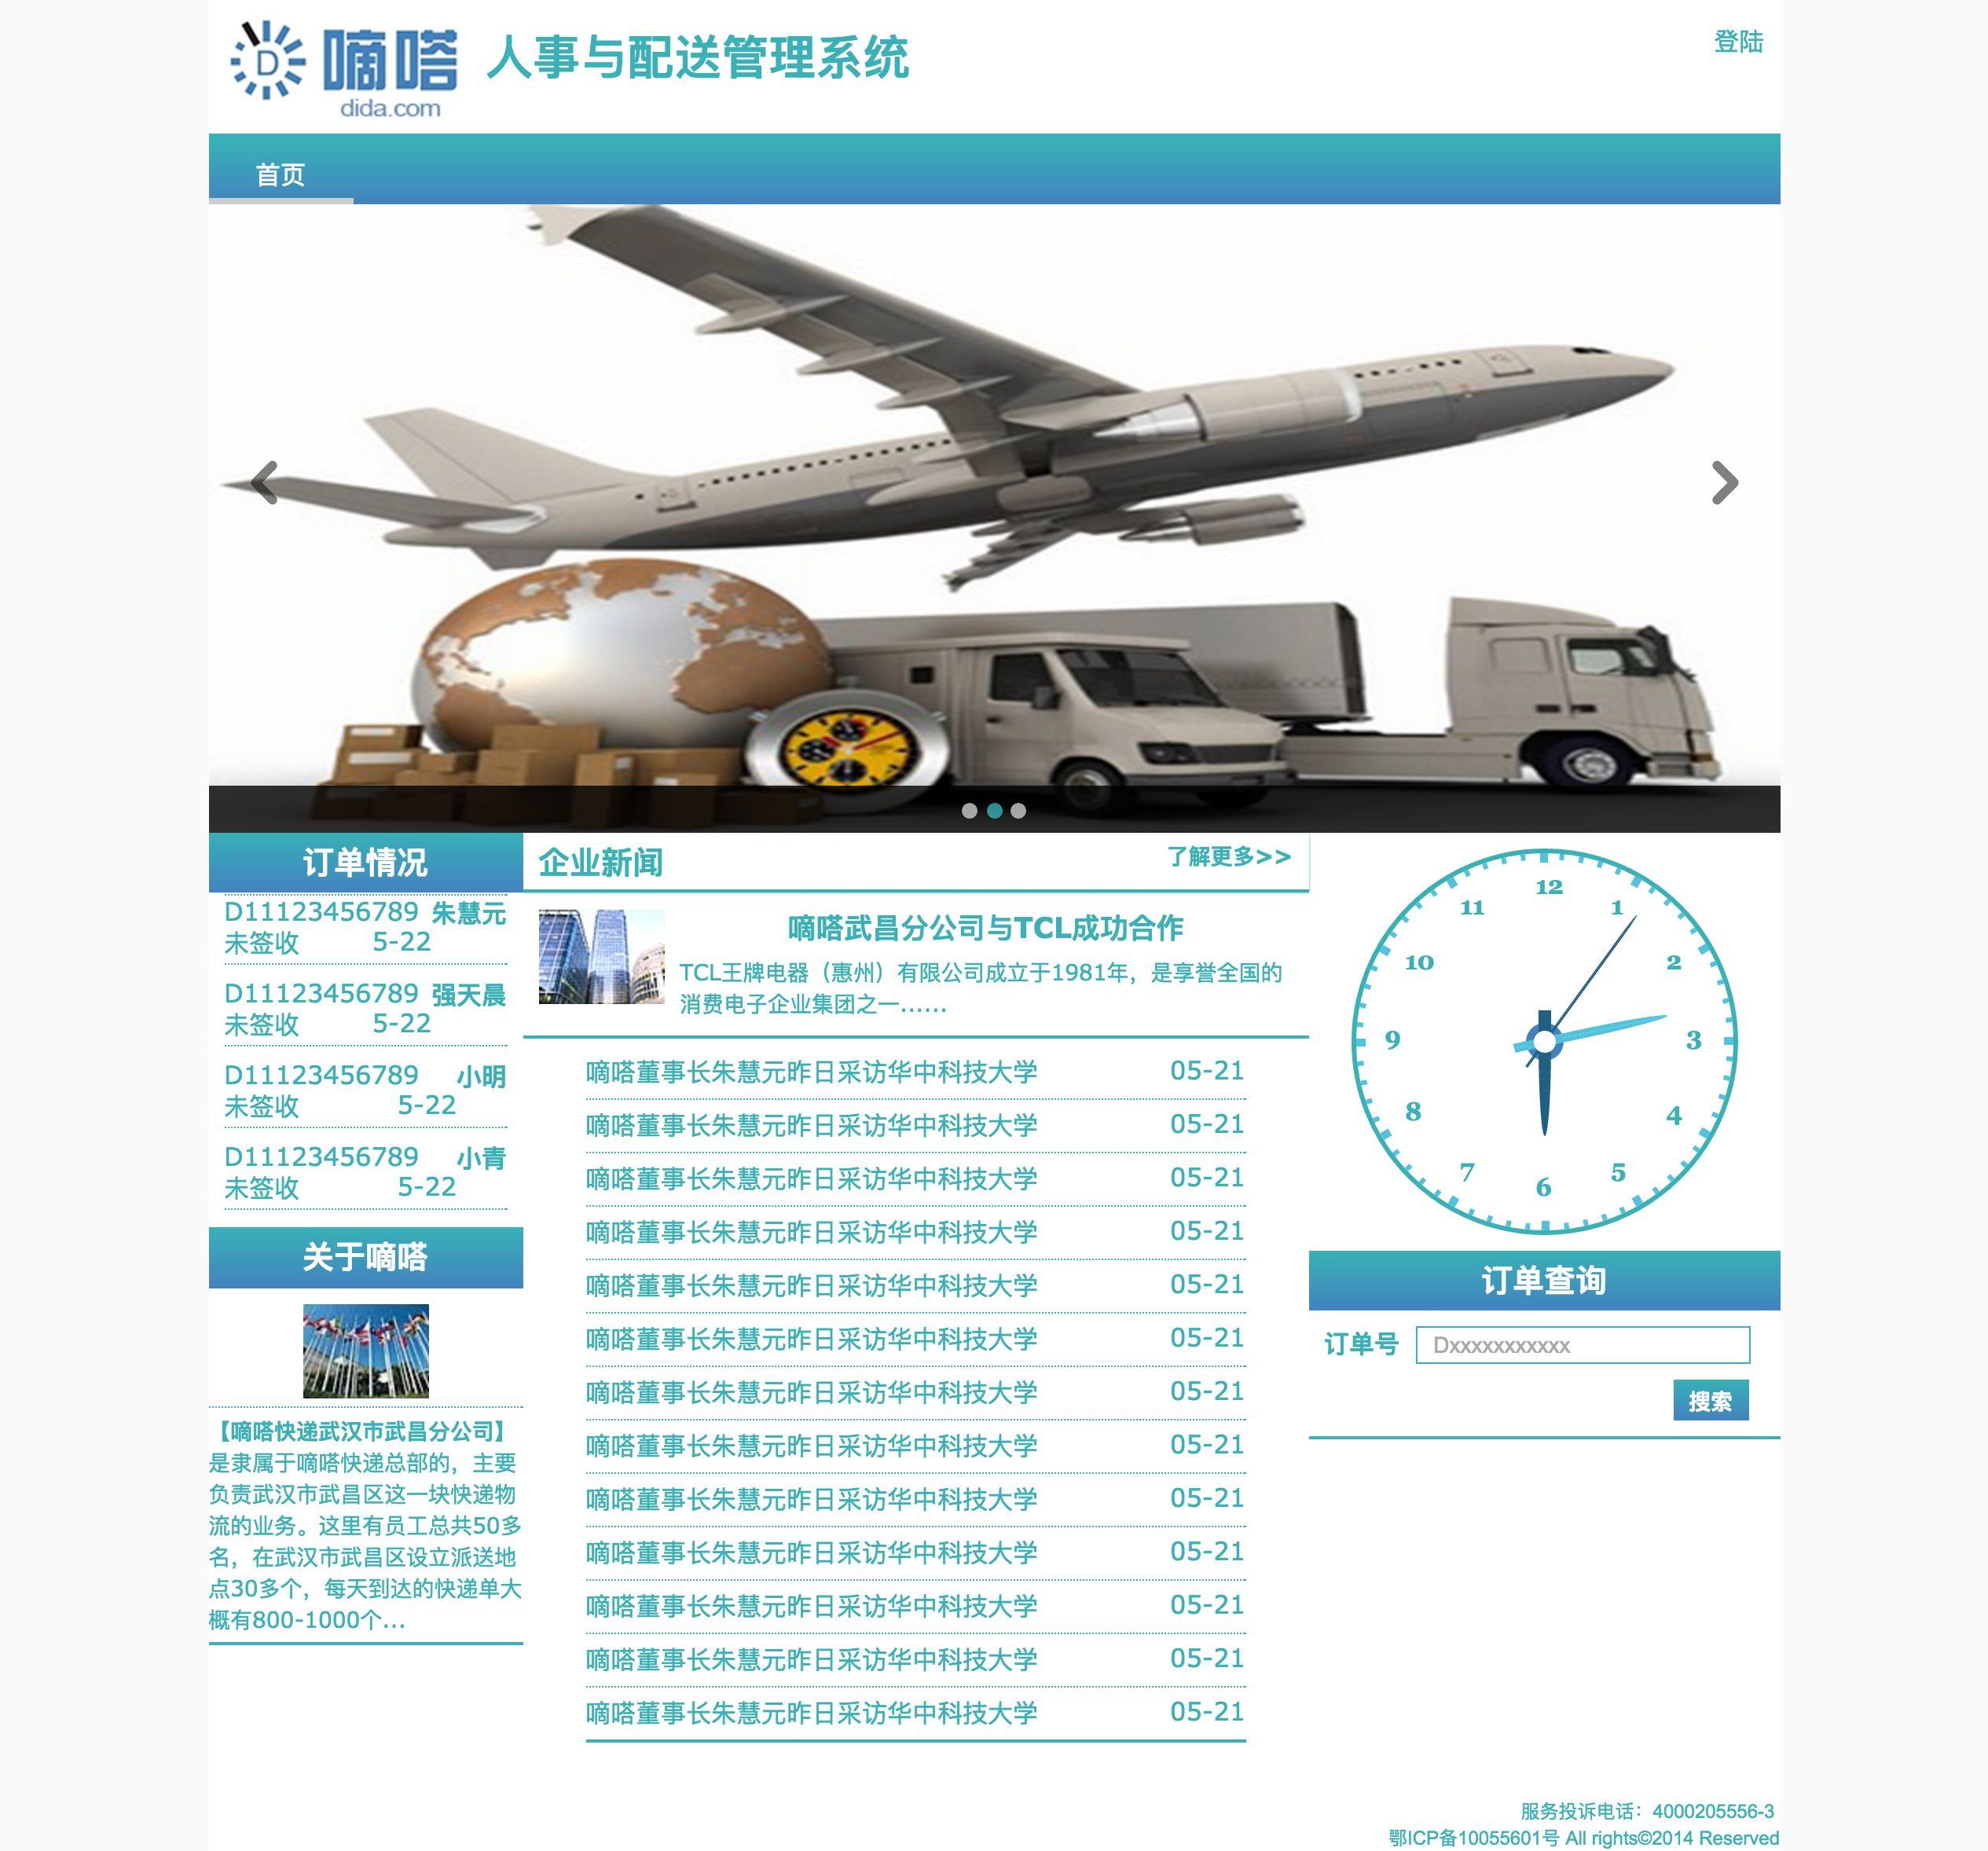 D
嘀嗒
dida.com
人事与配送管理系统
登陆
首页
订单情况
D11123456789 朱慧元
未签收 5-22
D11123456789 强天晨
未签收 5-22
D11123456789 小明
未签收 5-22
D11123456789 小青
未签收 5-22
关于嘀嗒
【嘀嗒快递武汉市武昌分公司】
是隶属于嘀嗒快递总部的，主要
负责武汉市武昌区这一块快递物
流的业务。这里有员工总共50多
名，在武汉市武昌区设立派送地
点30多个，每天到达的快递单大
概有800-1000个...
企业新闻
了解更多>>
嘀嗒武昌分公司与TCL成功合作
TCL王牌电器（惠州）有限公司成立于1981年，是享誉全国的
消费电子企业集团之一......
嘀嗒董事长朱慧元昨日采访华中科技大学 05-21
嘀嗒董事长朱慧元昨日采访华中科技大学 05-21
嘀嗒董事长朱慧元昨日采访华中科技大学 05-21
嘀嗒董事长朱慧元昨日采访华中科技大学 05-21
嘀嗒董事长朱慧元昨日采访华中科技大学 05-21
嘀嗒董事长朱慧元昨日采访华中科技大学 05-21
嘀嗒董事长朱慧元昨日采访华中科技大学 05-21
嘀嗒董事长朱慧元昨日采访华中科技大学 05-21
嘀嗒董事长朱慧元昨日采访华中科技大学 05-21
嘀嗒董事长朱慧元昨日采访华中科技大学 05-21
嘀嗒董事长朱慧元昨日采访华中科技大学 05-21
嘀嗒董事长朱慧元昨日采访华中科技大学 05-21
嘀嗒董事长朱慧元昨日采访华中科技大学 05-21
12
1
2
3
4
5
6
7
8
9
10
11
订单查询
订单号 Dxxxxxxxxxxx
搜索
服务投诉电话：4000205556-3
鄂ICP备10055601号 All rights©2014 Reserved